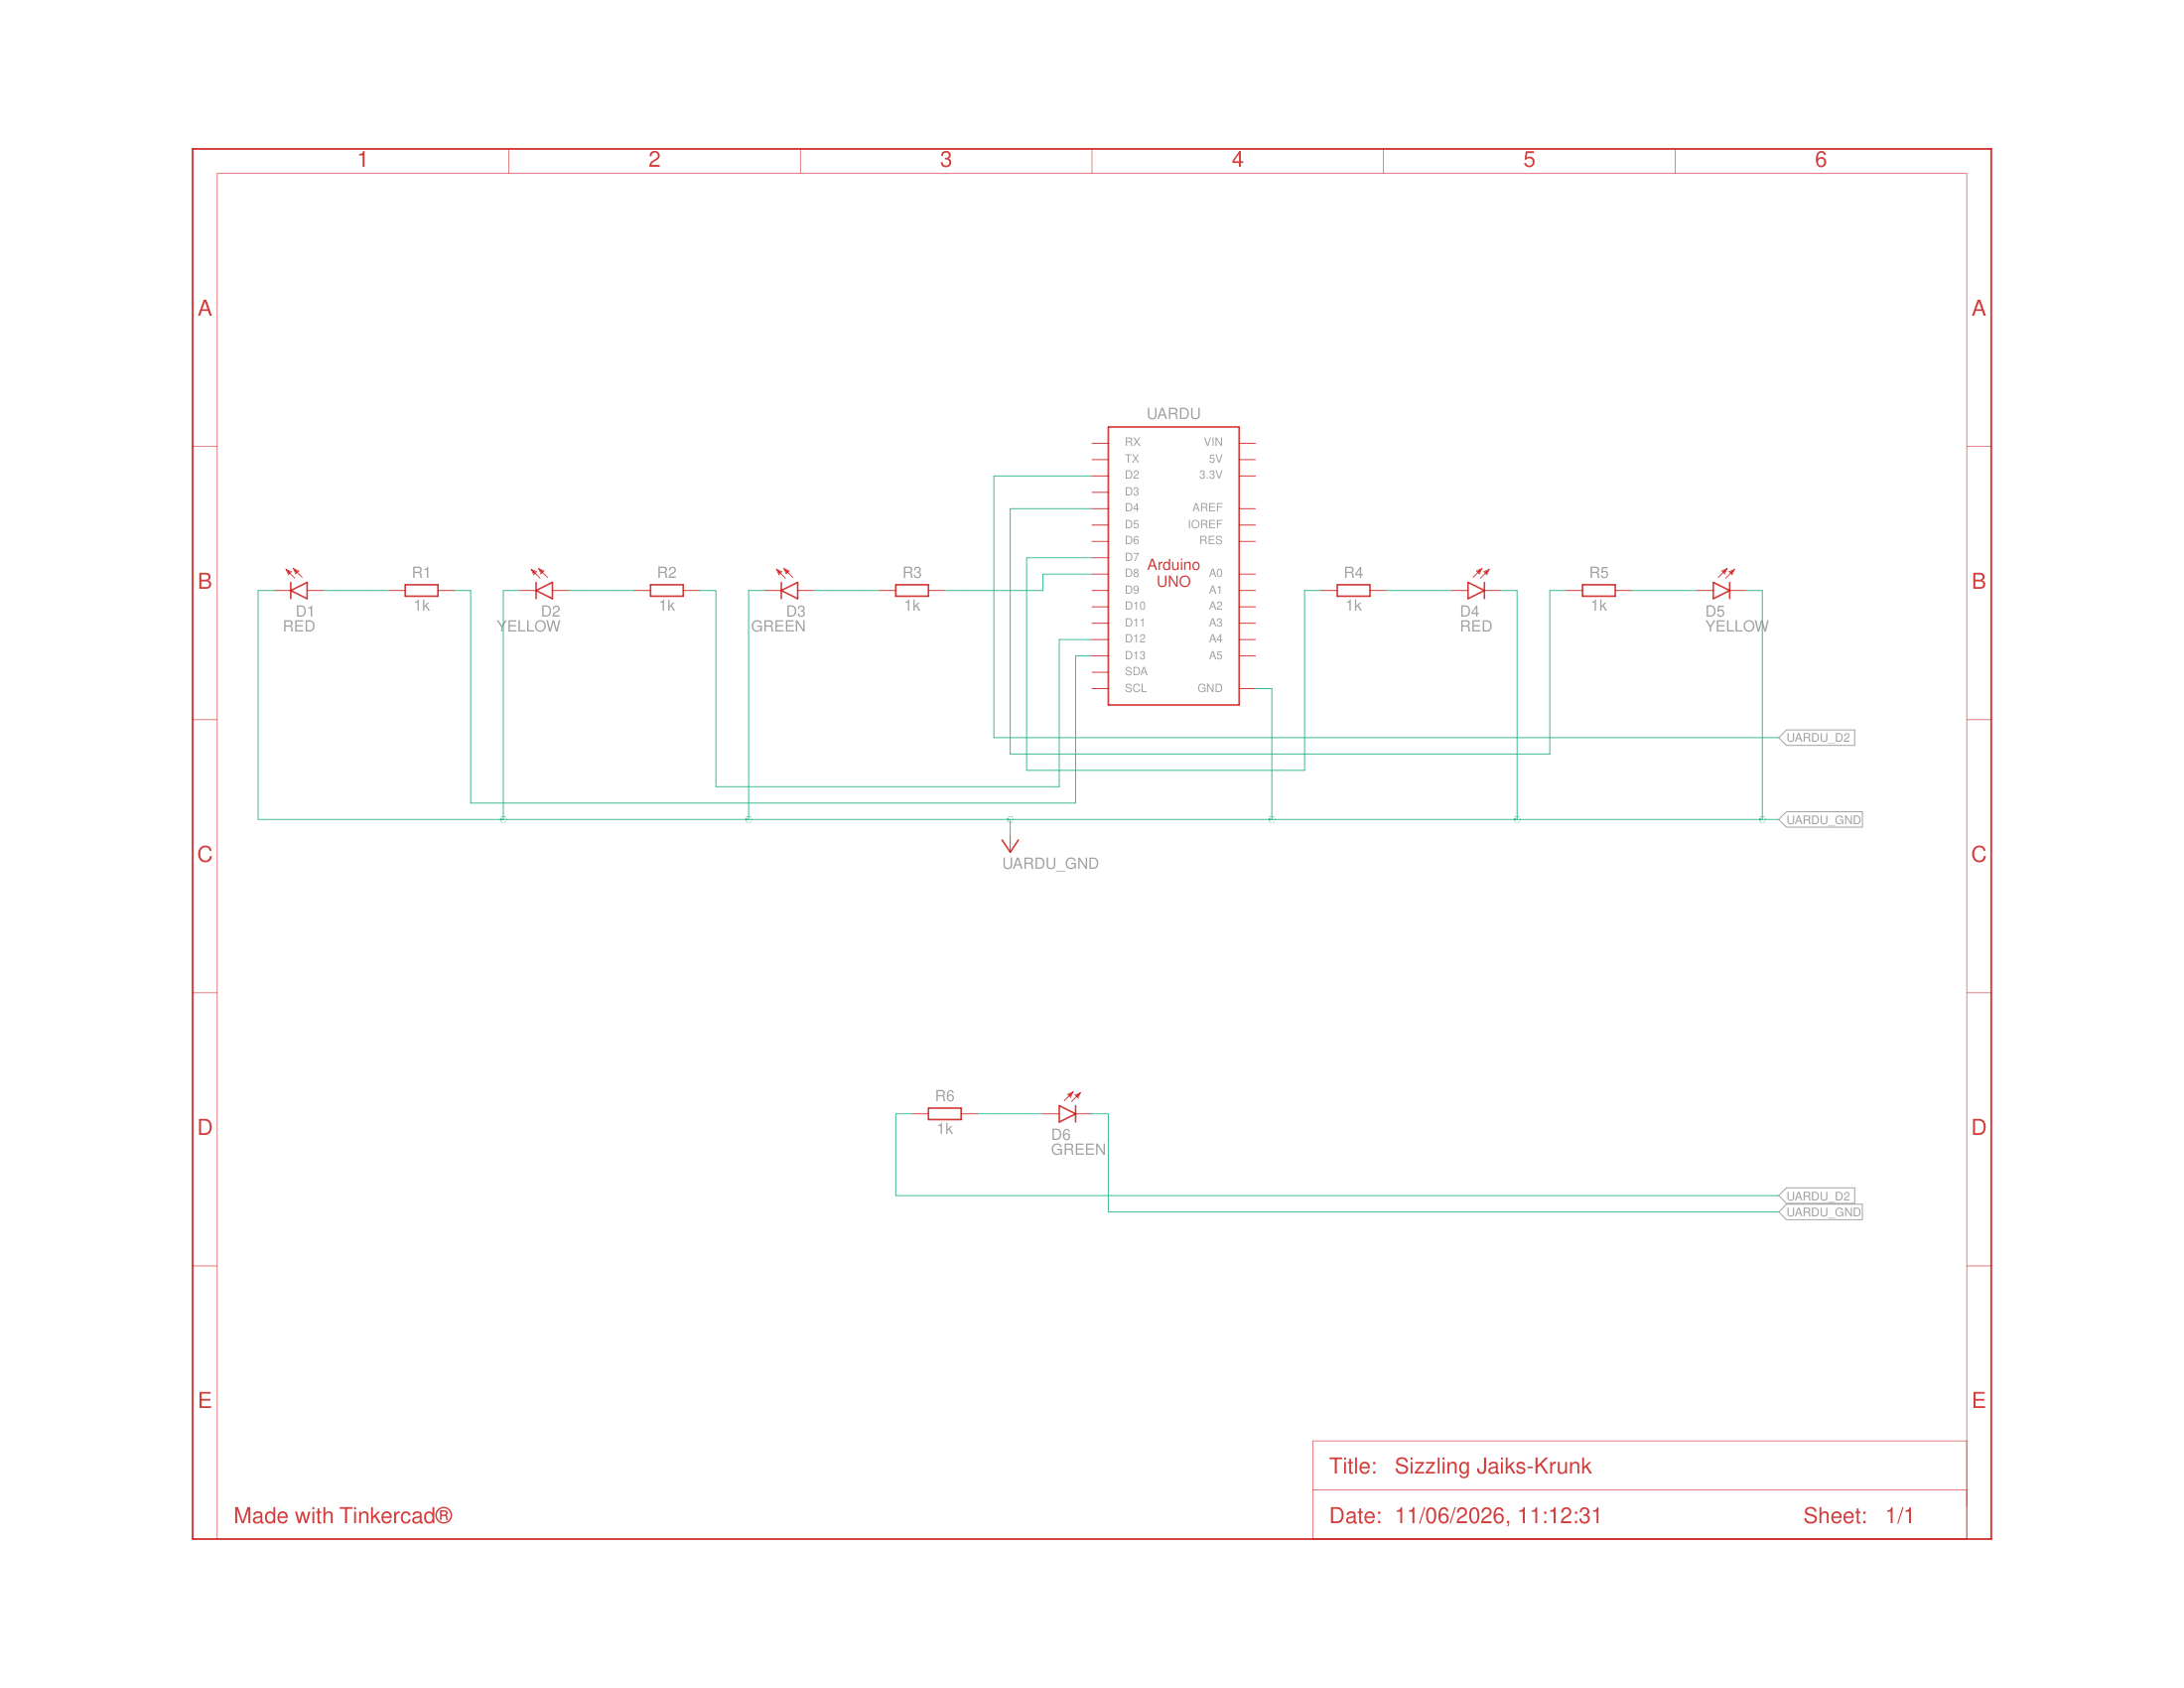 1 2 3 4 5 6
A A
UARDU
RX VIN
TX 5V
D2 3.3V
D3
D4 AREF
D5 IOREF
D6 RES
D7
Arduino
D8 A0
UNO
D9 A1
D10 A2
D11 A3
D12 A4
D13 A5
SDA
SCL GND
B B
R1 R2 R3 R4 R5
1k 1k 1k 1k 1k
D1 D2 D3 D4 D5
RED YELLOW GREEN RED YELLOW
UARDU_D2
UARDU_GND
C C
UARDU_GND
R6
1k
D D
D6
GREEN
UARDU_D2
UARDU_GND
E E
Title: Sizzling Jaiks-Krunk
Made with Tinkercad®
Date: 11/06/2026, 11:12:31 Sheet: 1/1